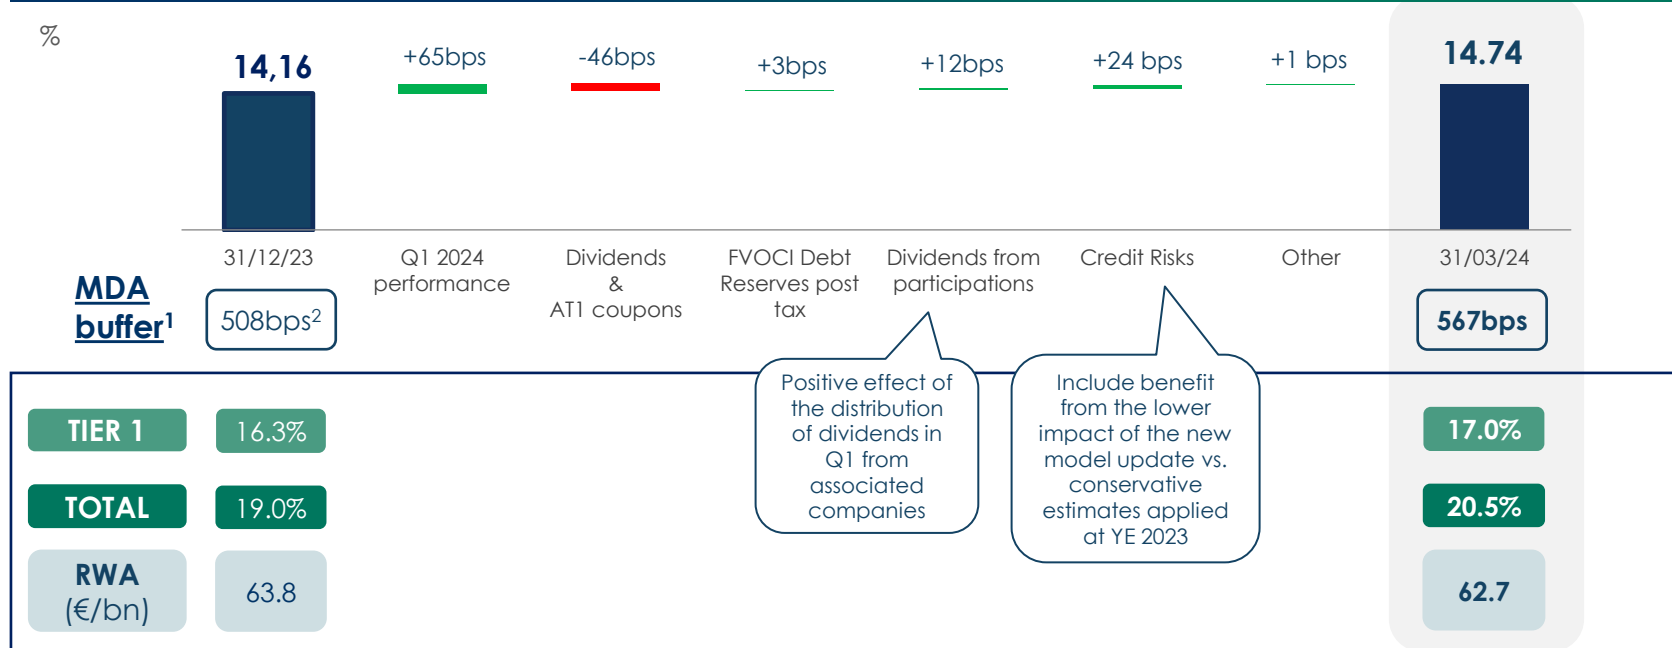 %
14,16
+65bps
-46bps
+3bps
+12bps
+24 bps
+1 bps
14.74
31/12/23
Q1 2024
performance
Dividends
&
AT1 coupons
FVOCI Debt
Reserves post
tax
Dividends from
participations
Credit Risks
Other
31/03/24
MDA
buffer¹
508bps²
567bps
Positive effect of
the distribution
of dividends in
Q1 from
associated
companies
Include benefit
from the lower
impact of the new
model update vs.
conservative
estimates applied
at YE 2023
TIER 1
16.3%
17.0%
TOTAL
19.0%
20.5%
RWA
(€/bn)
63.8
62.7